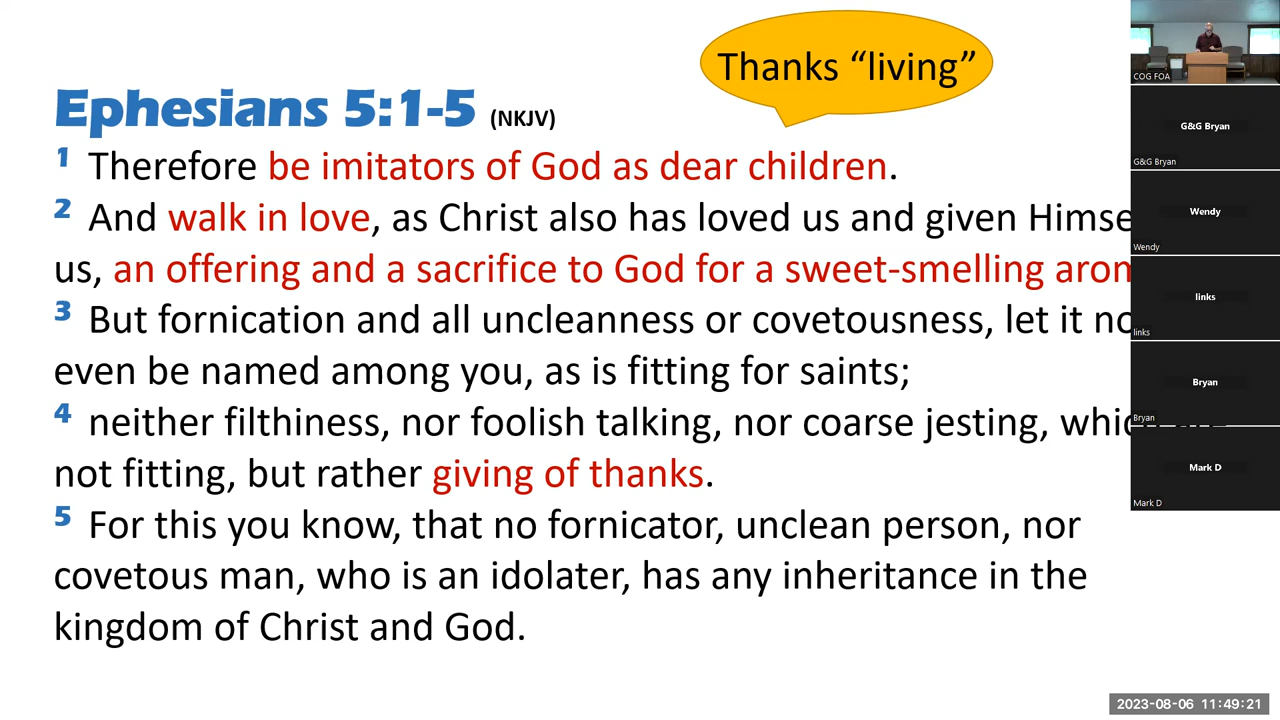 Thanks “living”
Ephesians 5:1-5 (NKJV)
1 Therefore be imitators of God as dear children.
2 And walk in love, as Christ also has loved us and given
us, an offering and a sacrifice to God for a sweet-smelling
3 But fornication and all uncleanness or covetousness, let it
even be named among you, as is fitting for saints;
4 neither filthiness, nor foolish talking, nor coarse jesting,
not fitting, but rather giving of thanks.
5 For this you know, that no fornicator, unclean person, nor
covetous man, who is an idolater, has any inheritance in the
kingdom of Christ and God.
COG FOA
G&G Bryan
G&G Bryan
Wendy
Wendy
links
links
Bryan
Bryan
Mark D
Mark D
2023-08-06 11:49:21